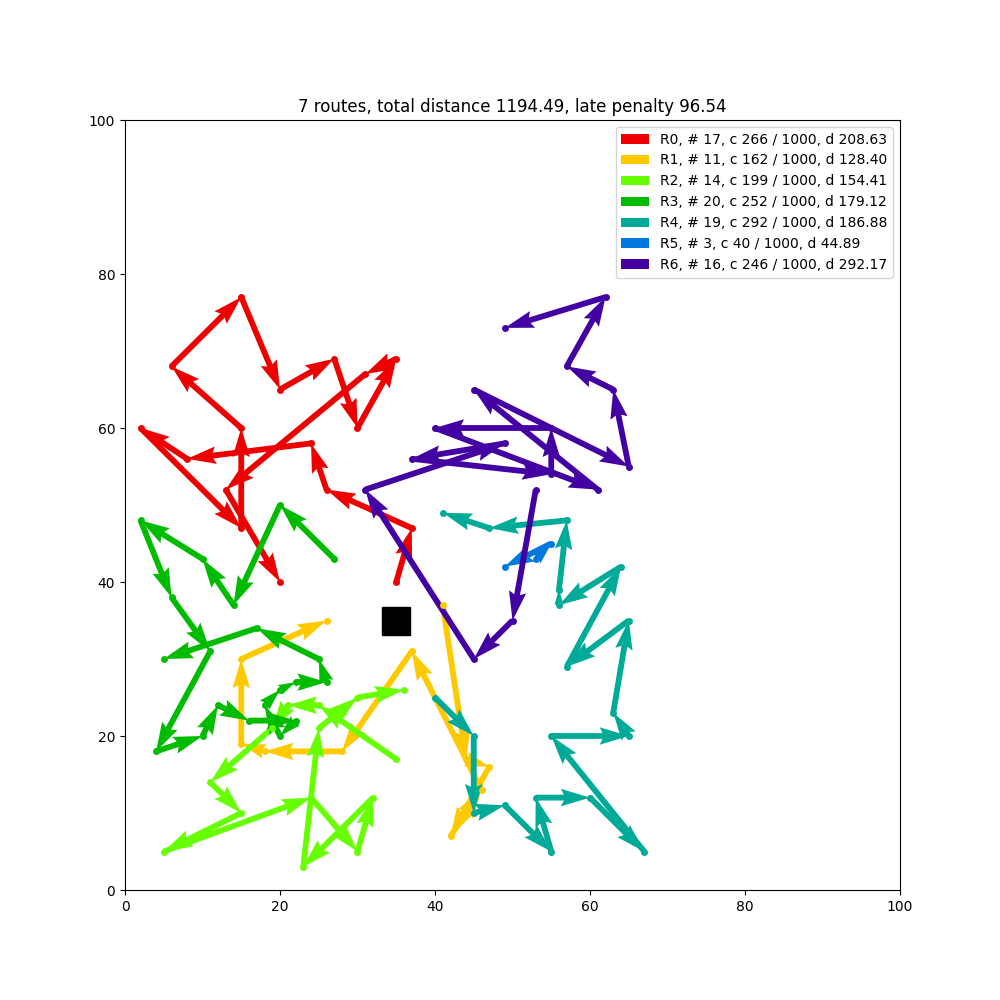 7 routes, total distance 1194.49, late penalty 96.54
R0, # 17, c 266 / 1000, d 208.63
R1, # 11, c 162 / 1000, d 128.40
R2, # 14, c 199 / 1000, d 154.41
R3, # 20, c 252 / 1000, d 179.12
R4, # 19, c 292 / 1000, d 186.88
R5, # 3, c 40 / 1000, d 44.89
R6, # 16, c 246 / 1000, d 292.17
100
80
60
40
20
0
0 20 40 60 80 100